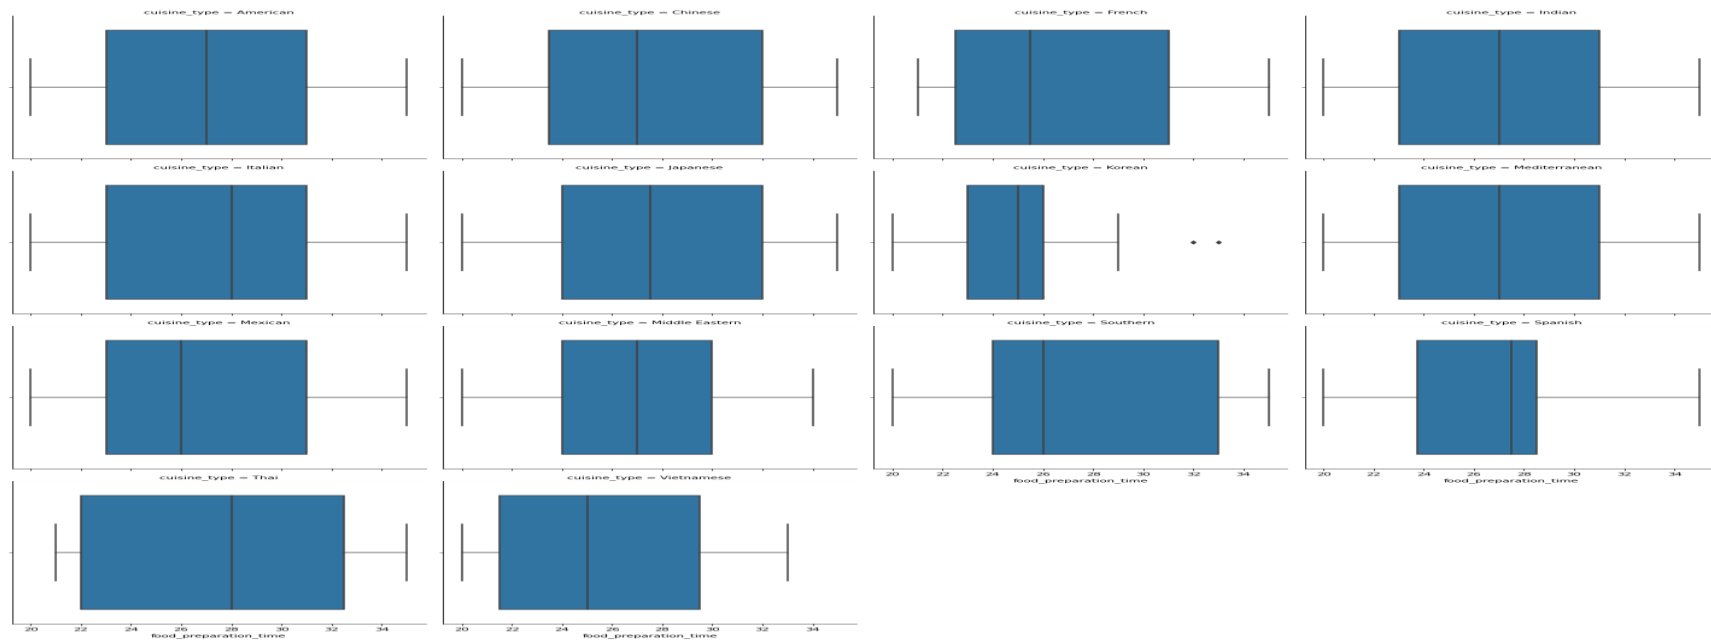 cuisine_type = American
cuisine_type = Chinese
cuisine_type = French
cuisine_type = Indian
cuisine_type = Italian
cuisine_type = Japanese
cuisine_type = Korean
cuisine_type = Mediterranean
cuisine_type = Mexican
cuisine_type = Middle Eastern
cuisine_type = Southern
cuisine_type = Spanish
20 22 24 26 28 30 32 34
food_preparation_time
20 22 24 26 28 30 32 34
food_preparation_time
cuisine_type = Thai
cuisine_type = Vietnamese
20 22 24 26 28 30 32 34
food_preparation_time
20 22 24 26 28 30 32 34
food_preparation_time